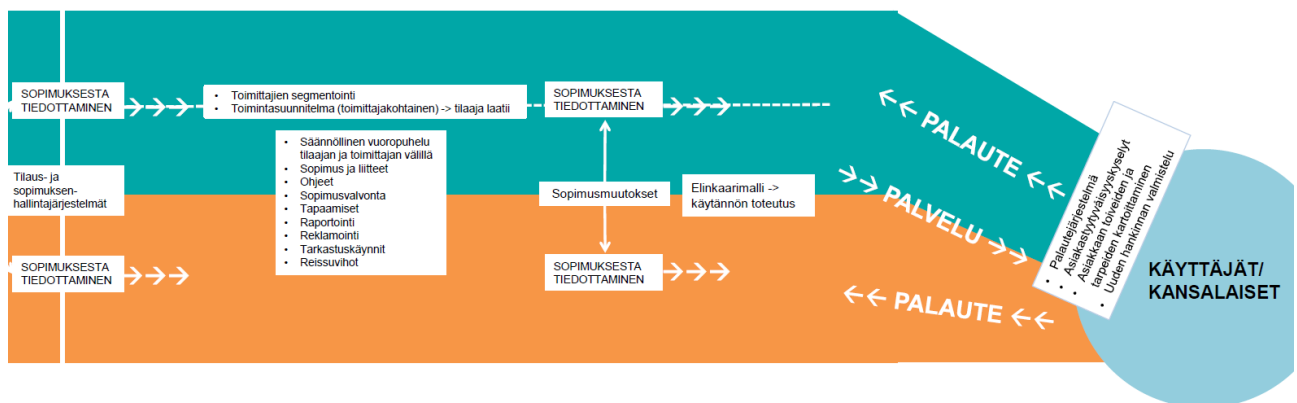 SOPIMUKSESTA
TIEDOTTAMINEN
• Toimittajien segmentointi
• Toimintasuunnitelma (toimittajakohtainen) -> tilaaja laatii
SOPIMUKSESTA
TIEDOTTAMINEN
• Säännöllinen vuoropuhelu
tilaajan ja toimittajan välillä
• Sopimus ja liitteet
• Ohjeet
• Sopimusvalvonta
• Tapaamiset
• Raportointi
• Reklamointi
• Tarkastuskäynnit
• Reissuvihot
Tilaus- ja
sopimuksen-
hallintajärjestelmät
Sopimusmuutokset
Elinkaarimalli ->
käytännön toteutus
SOPIMUKSESTA
TIEDOTTAMINEN
SOPIMUKSESTA
TIEDOTTAMINEN
←← PALAUTE ←←
→→ PALVELU →→
←← PALAUTE ←←
• Palautejärjestelmä
• Asiakastyytyväisyyskyselyt
• Asiakkaan toiveiden ja
tarpeiden kartoittaminen
• Uuden hankinnan valmistelu
KÄYTTÄJÄT/
KANSALAISET